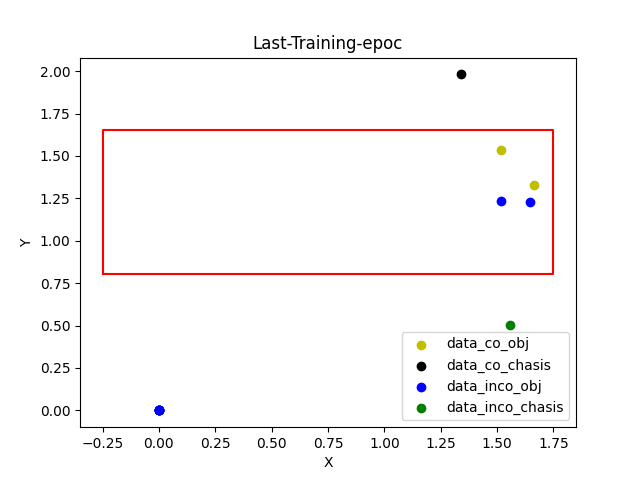 Last-Training-epoc
2.00
1.75
1.50
1.25
1.00
0.75
0.50
0.25
0.00
Y
data_co_obj
data_co_chasis
data_inco_obj
data_inco_chasis
−0.25 0.00 0.25 0.50 0.75 1.00 1.25 1.50 1.75
X